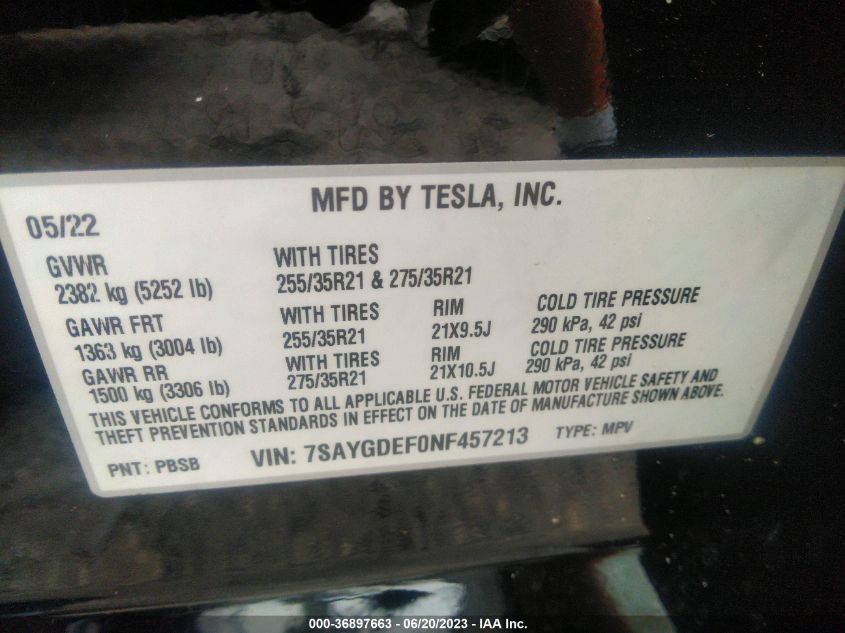 MFD BY TESLA, INC.
05/22
GVWR WITH TIRES
2382 kg (5252 lb) 255/35R21 & 275/35R21
GAWR FRT WITH TIRES RIM COLD TIRE PRESSURE
1363 kg (3004 lb) 255/35R21 21X9.5J 290 kPa, 42 psi
GAWR RR WITH TIRES RIM COLD TIRE PRESSURE
1500 kg (3306 lb) 275/35R21 21X10.5J 290 kPa, 42 psi
THIS VEHICLE CONFORMS TO ALL APPLICABLE U.S. FEDERAL MOTOR VEHICLE SAFETY AND
THEFT PREVENTION STANDARDS IN EFFECT ON THE DATE OF MANUFACTURE SHOWN ABOVE.
PNT: PBSB VIN: 7SAYGDEF0NF457213 TYPE: MPV
000-36897663 - 06/20/2023 - IAA Inc.